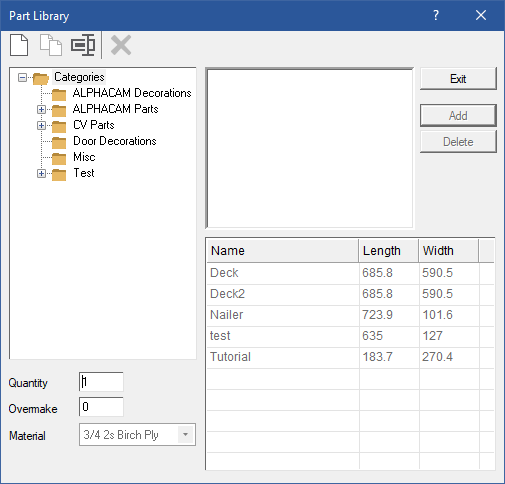 Part Library
?
Categories
ALPHACAM Decorations
ALPHACAM Parts
CV Parts
Door Decorations
Misc
Test
Exit
Add
Delete
Name Length Width
Deck 685.8 590.5
Deck2 685.8 590.5
Nailer 723.9 101.6
test 635 127
Tutorial 183.7 270.4
Quantity 1
Overmake 0
Material 3/4 2s Birch Ply